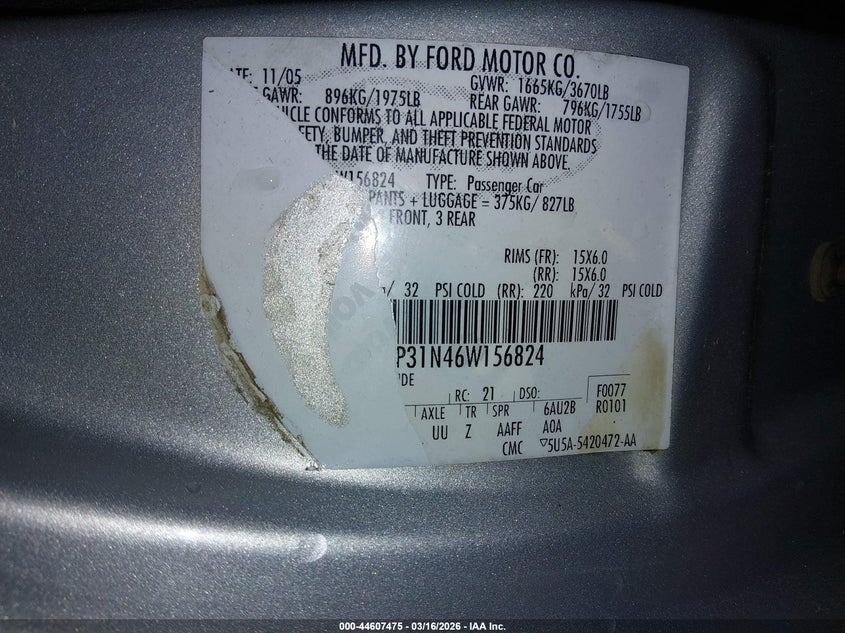 MFD. BY FORD MOTOR CO.
ATE: 11/05 GVWR: 1665KG/3670LB
GAWR: 896KG/1975LB REAR GAWR: 796KG/1755LB
HICLE CONFORMS TO ALL APPLICABLE FEDERAL MOTOR
FETY, BUMPER, AND THEFT PREVENTION STANDARDS
THE DATE OF MANUFACTURE SHOWN ABOVE.
W156824 TYPE: Passenger Car
PANTS + LUGGAGE = 375KG/ 827LB
FRONT, 3 REAR
RIMS (FR): 15X6.0
(RR): 15X6.0
/ 32 PSI COLD (RR): 220 kPa/ 32 PSI COLD
P31N46W156824
IDE
RC: 21 DSO: F0077
AXLE TR SPR 6AU2B R0101
UU Z AAFF A0A
CMC ▽5U5A-5420472-AA
000-44607475 - 03/16/2026 - IAA Inc.